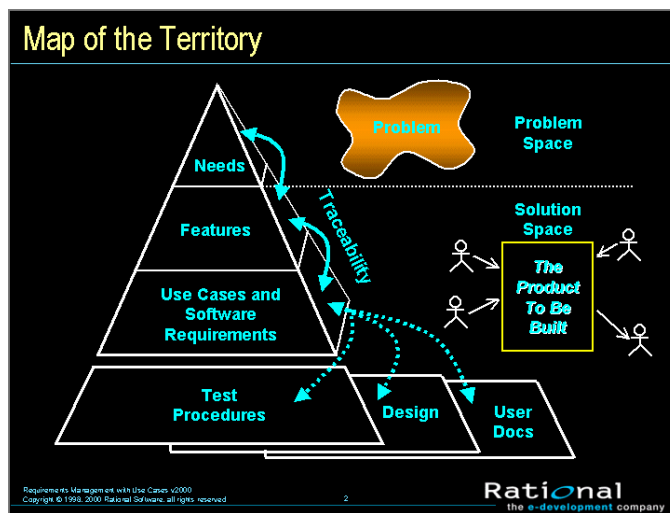 Map of the Territory
Problem
Problem
Space
Needs
Traceability
Features
Solution
Space
Use Cases and
Software
Requirements
The
Product
To Be
Built
Test
Procedures
Design
User
Docs
Requirements Management with Use Cases v2000
Copyright © 1998, 2000 Rational Software, all rights reserved
2
Rational
the e-development company